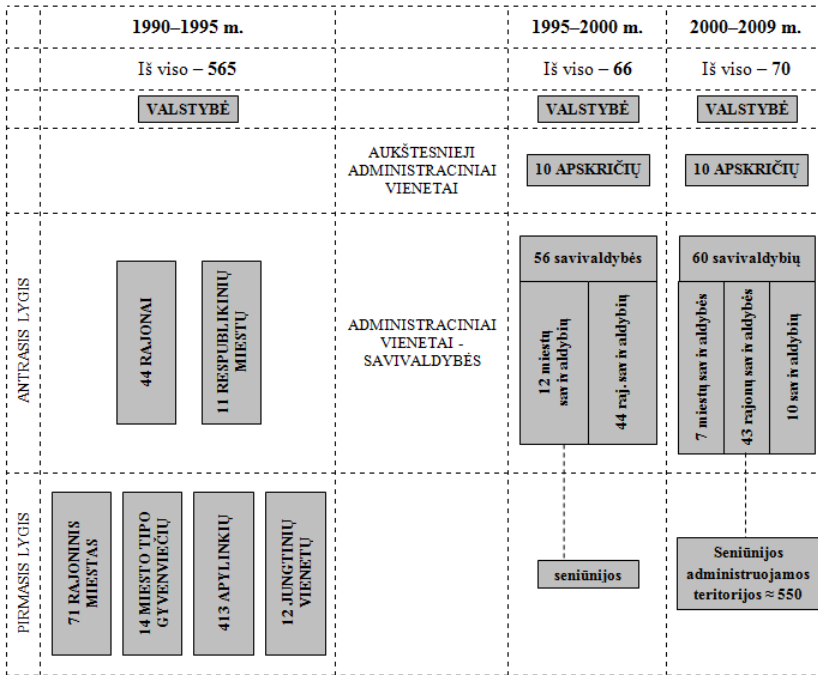 1990–1995 m.
1995–2000 m.
2000–2009 m.
Iš viso – 565
Iš viso – 66
Iš viso – 70
VALSTYBĖ
VALSTYBĖ
VALSTYBĖ
AUKŠTESNIEJI
ADMINISTRACINIAI
VIENETAI
10 APSKRIČIŲ
10 APSKRIČIŲ
ANTRASIS LYGIS
44 RAJONAI
11 RESPUBLIKINIŲ
MIESTŲ
ADMINISTRACINIAI
VIENETAI -
SAVIVALDYBĖS
56 savivaldybės
12 miestų
savivaldybių
44 raj. savivaldybių
60 savivaldybių
7 miestų savivaldybės
43 rajonų savivaldybės
10 savivaldybių
PIRMASIS LYGIS
71 RAJONINIS
MIESTAS
14 MIESTO TIPO
GYVENVIEČIŲ
413 APYLINKIŲ
12 JUNGTINIŲ
VIENETŲ
seniūnijos
Seniūnijos
administruojamos
teritorijos ≈ 550